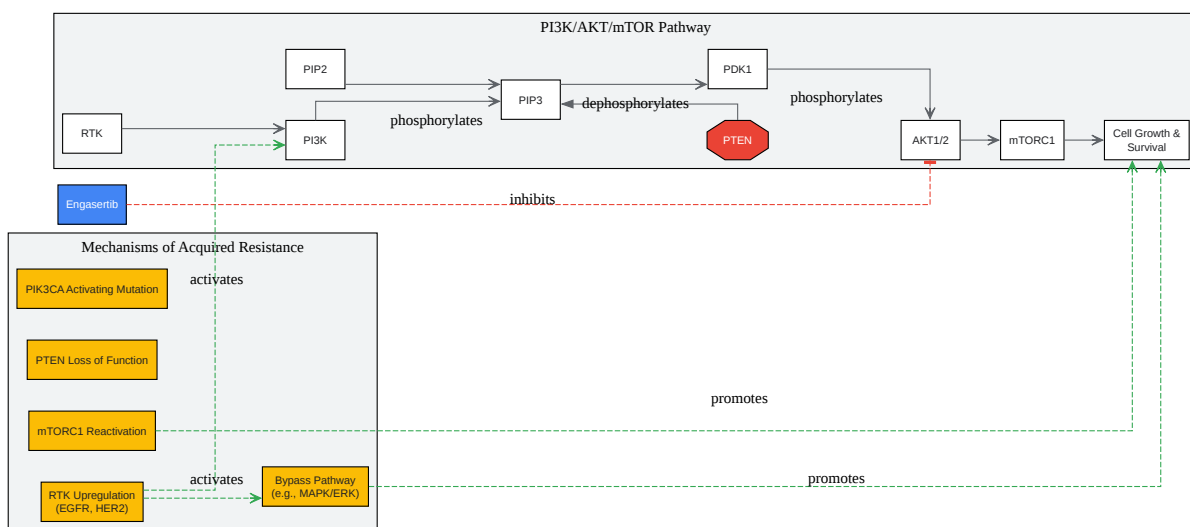 PI3K/AKT/mTOR Pathway
PIP2
PDK1
PIP3
dephosphorylates
phosphorylates
phosphorylates
RTK
PI3K
PTEN
AKT1/2
mTORC1
Cell Growth &
Survival
Engasertib
inhibits
Mechanisms of Acquired Resistance
activates
PIK3CA Activating Mutation
PTEN Loss of Function
promotes
mTORC1 Reactivation
activates
RTK Upregulation
(EGFR, HER2)
Bypass Pathway
(e.g., MAPK/ERK)
promotes